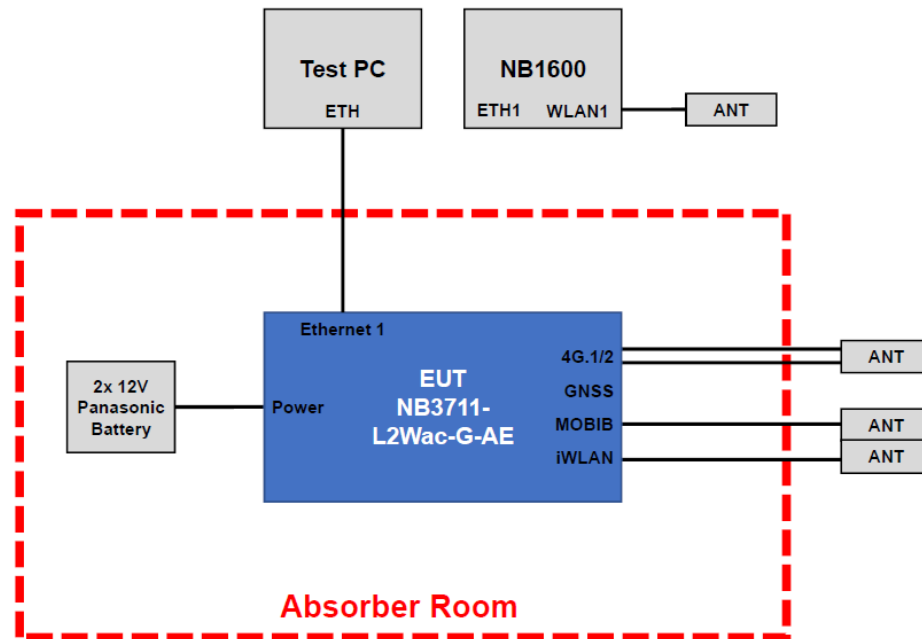 Test PC
ETH
NB1600
ETH1 WLAN1
ANT
Ethernet 1
EUT
NB3711-
L2Wac-G-AE
Power
4G.1/2
GNSS
MOBIB
iWLAN
2x 12V
Panasonic
Battery
ANT
ANT
ANT
Absorber Room